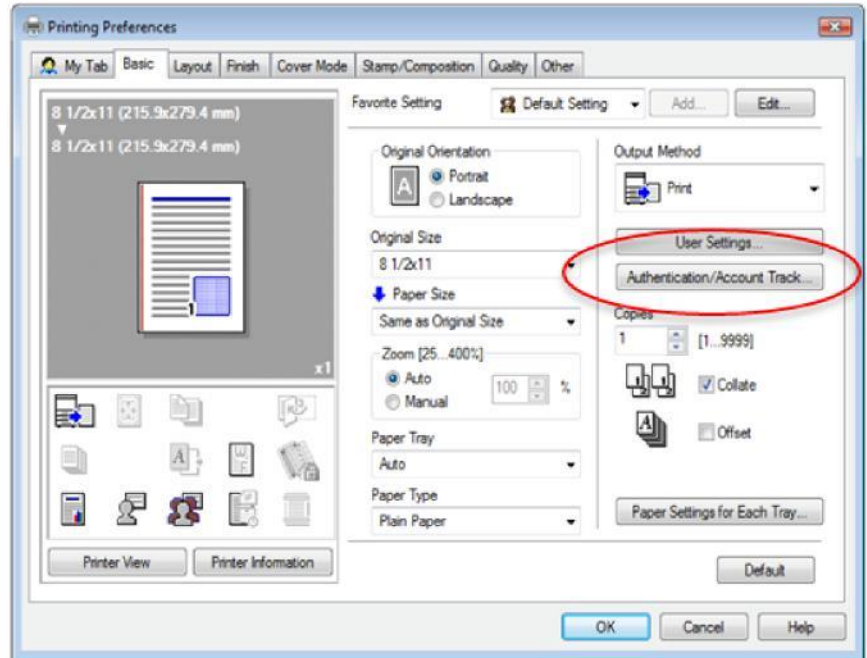 Printing Preferences
My Tab Basic Layout Finish Cover Mode Stamp/Composition Quality Other
8 1/2x11 (215.9x279.4 mm)
8 1/2x11 (215.9x279.4 mm)
1
x1
Printer View Printer Information
Favorite Setting Default Setting Add... Edit...
Original Orientation
A
Portrait
Landscape
Original Size
8 1/2x11
Paper Size
Same as Original Size
Zoom [25...400%]
Auto
Manual
100 %
Paper Tray
Auto
Paper Type
Plain Paper
Output Method
Print
User Settings...
Authentication/Account Track...
Copies
1 [1...9999]
Collate
Offset
Paper Settings for Each Tray...
Default
OK Cancel Help